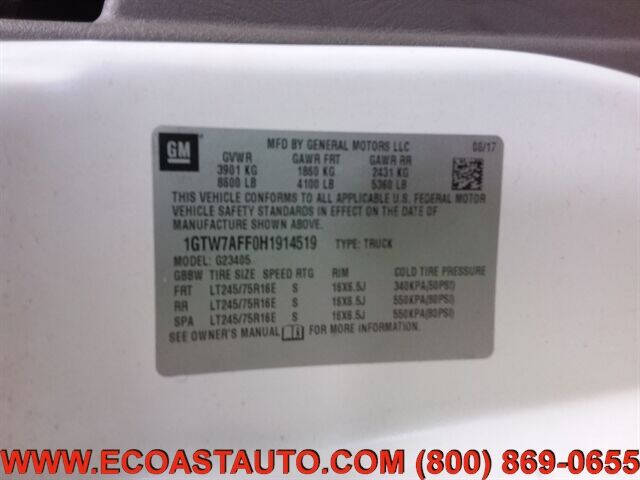 GM
MFD BY GENERAL MOTORS LLC 08/17
GVWR GAWR FRT GAWR RR
3901 KG 1860 KG 2431 KG
8600 LB 4100 LB 5360 LB
THIS VEHICLE CONFORMS TO ALL APPLICABLE U.S. FEDERAL MOTOR
VEHICLE SAFETY STANDARDS IN EFFECT ON THE DATE OF
MANUFACTURE SHOWN ABOVE.
1GTW7AFF0H1914519 TYPE: TRUCK
MODEL: G23405
TIRE SIZE SPEED RTG RIM COLD TIRE PRESSURE
FRT LT245/75R16E S 16X6.5J 340KPA(50PSI)
RR LT245/75R16E S 16X6.5J 550KPA(80PSI)
SPA LT245/75R16E S 16X6.5J 550KPA(80PSI)
SEE OWNER'S MANUAL FOR MORE INFORMATION.
WWW.ECOASTAUTO.COM (800) 869-0655